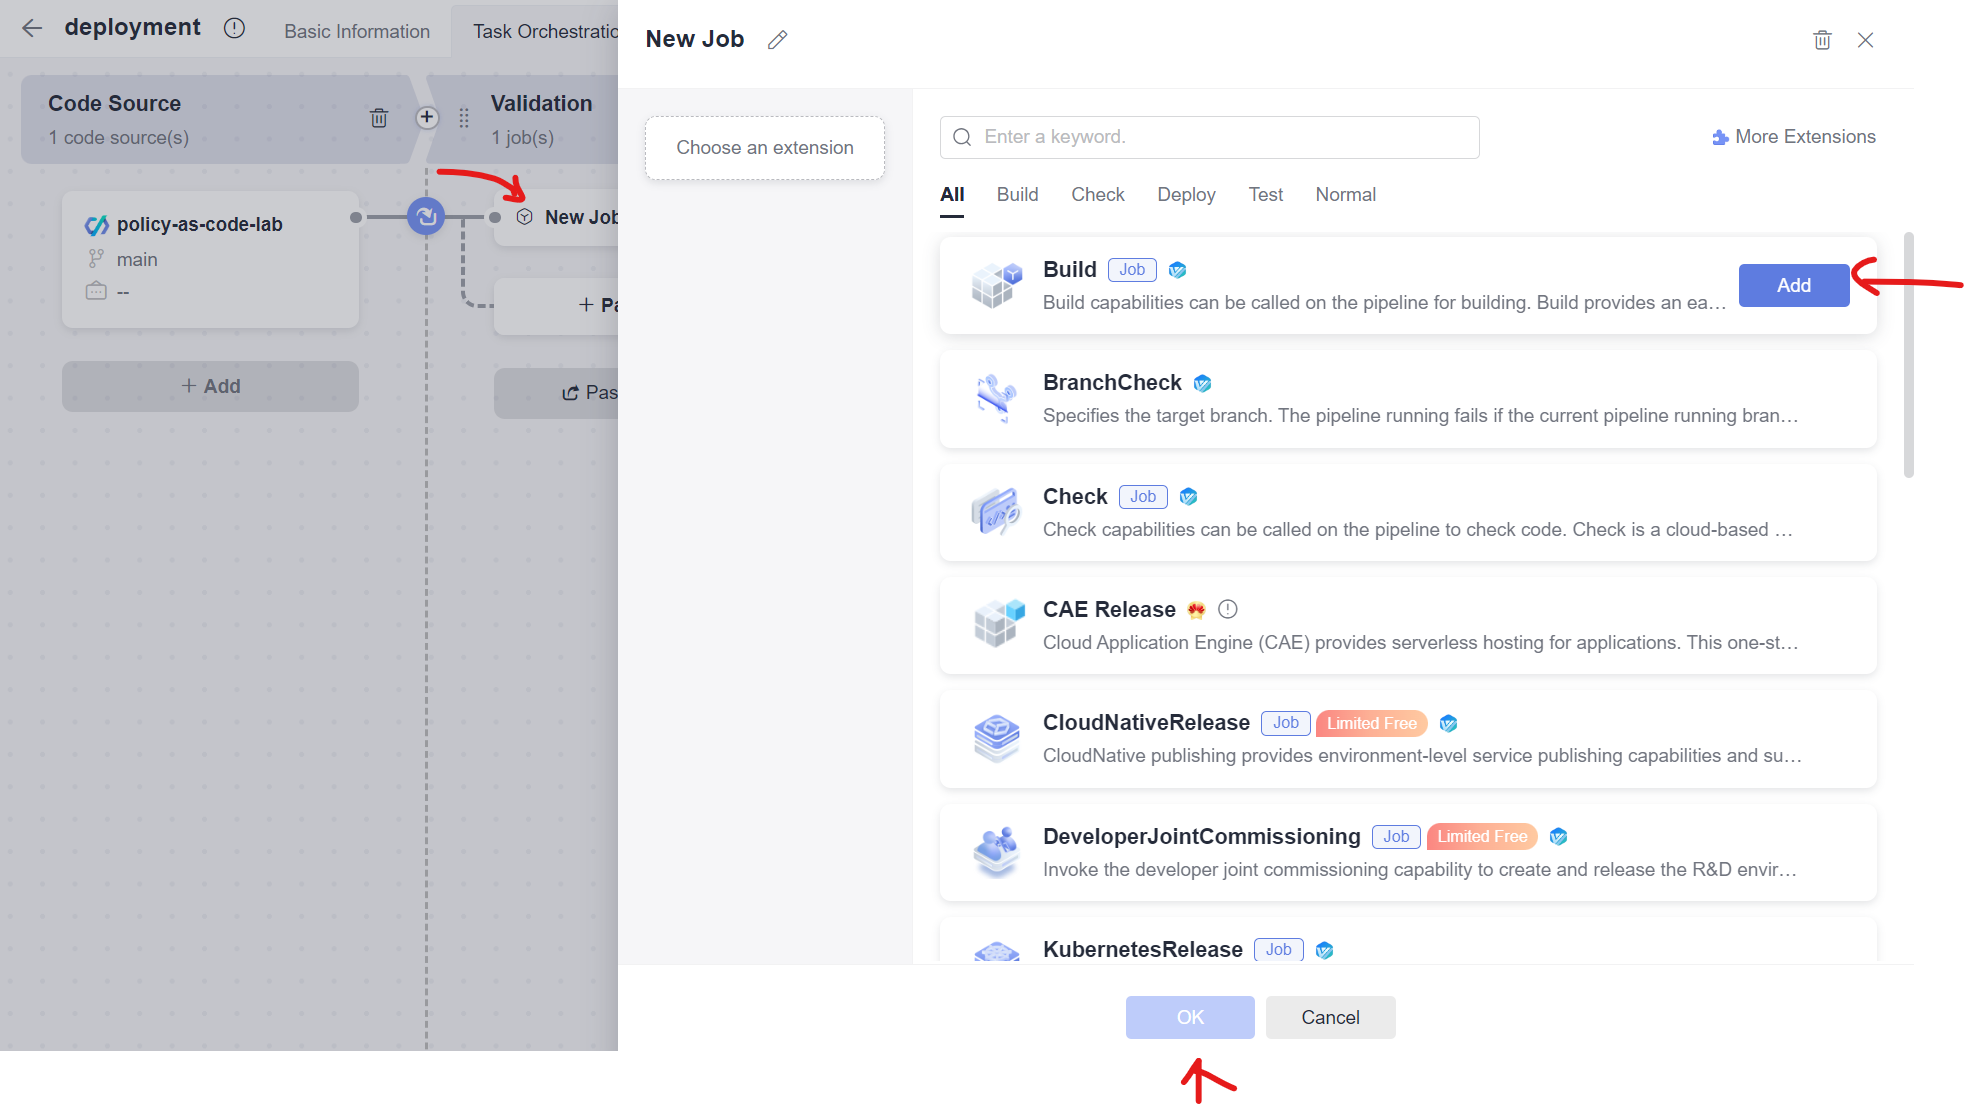 deployment
Basic Information
Task Orchestratio
Code Source
1 code source(s)
Validation
1 job(s)
policy-as-code-lab
main
--
+ Add
New Job
+ Pa
Pas
New Job
Choose an extension
Enter a keyword.
More Extensions
All Build Check Deploy Test Normal
Build Job
Build capabilities can be called on the pipeline for building. Build provides an ea…
Add
BranchCheck
Specifies the target branch. The pipeline running fails if the current pipeline running bran…
Check Job
Check capabilities can be called on the pipeline to check code. Check is a cloud-based …
CAE Release
Cloud Application Engine (CAE) provides serverless hosting for applications. This one-st…
CloudNativeRelease Job Limited Free
CloudNative publishing provides environment-level service publishing capabilities and su…
DeveloperJointCommissioning Job Limited Free
Invoke the developer joint commissioning capability to create and release the R&D envir…
KubernetesRelease Job
OK
Cancel